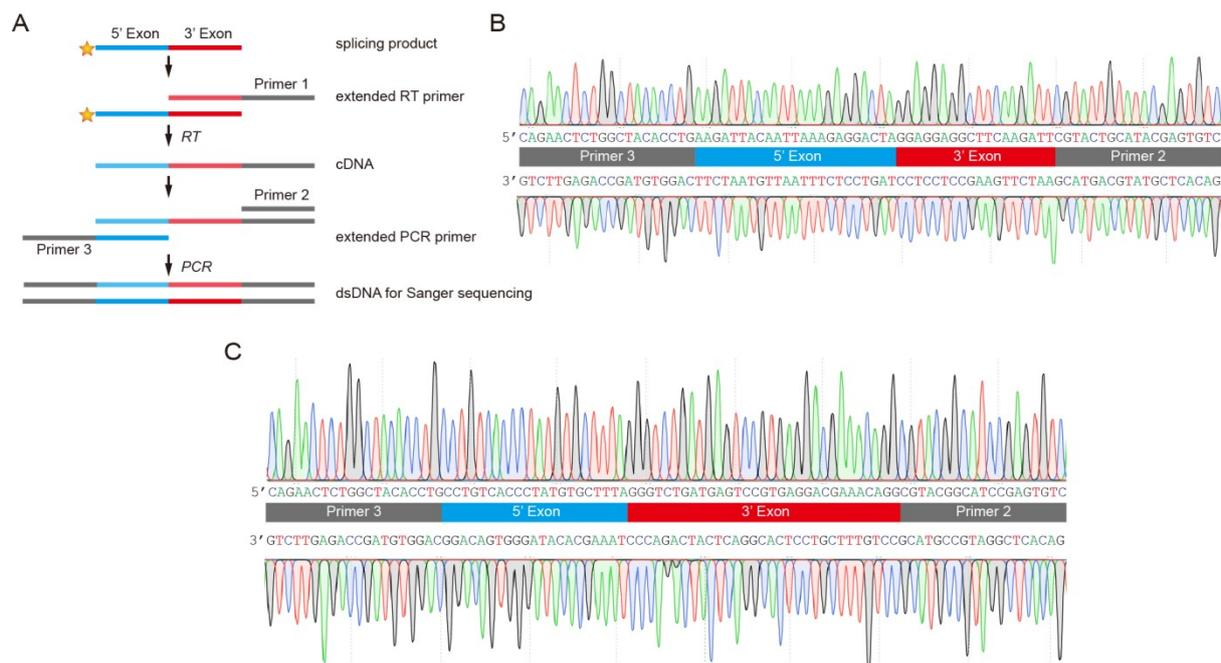 A
5’ Exon 3’ Exon
splicing product
Primer 1
extended RT primer
RT
cDNA
Primer 2
Primer 3
extended PCR primer
PCR
dsDNA for Sanger sequencing
B
5’CAGAACTCTGGCTACACCTGAAGATTACAATTAAAGAGGACTAGGAGGAGGCTTCAAGATTCGTACTGCATACGAGTGTC
Primer 3 5’ Exon 3’ Exon Primer 2
3’GTCTTGAGACCGATGTGGACTTCTAATGTTAATTTCTCCTGATCCTCCTCCGAAGTTCTAAGCATGACGTATGCTCACAG
C
5’CAGAACTCTGGCTACACCTGCCTGTCACCCTATGTGCTTTAGGGTCTGATGAGTCCGTGAGGACGAAACAGGCGTACGGCATCCGAGTGTC
Primer 3 5’ Exon 3’ Exon Primer 2
3’GTCTTGAGACCGATGTGGACGGACAGTGGGATACACGAAATCCCAGACTACTCAGGCACTCCTGCTTTGTCCGCATGCCGTAGGCTCACAG